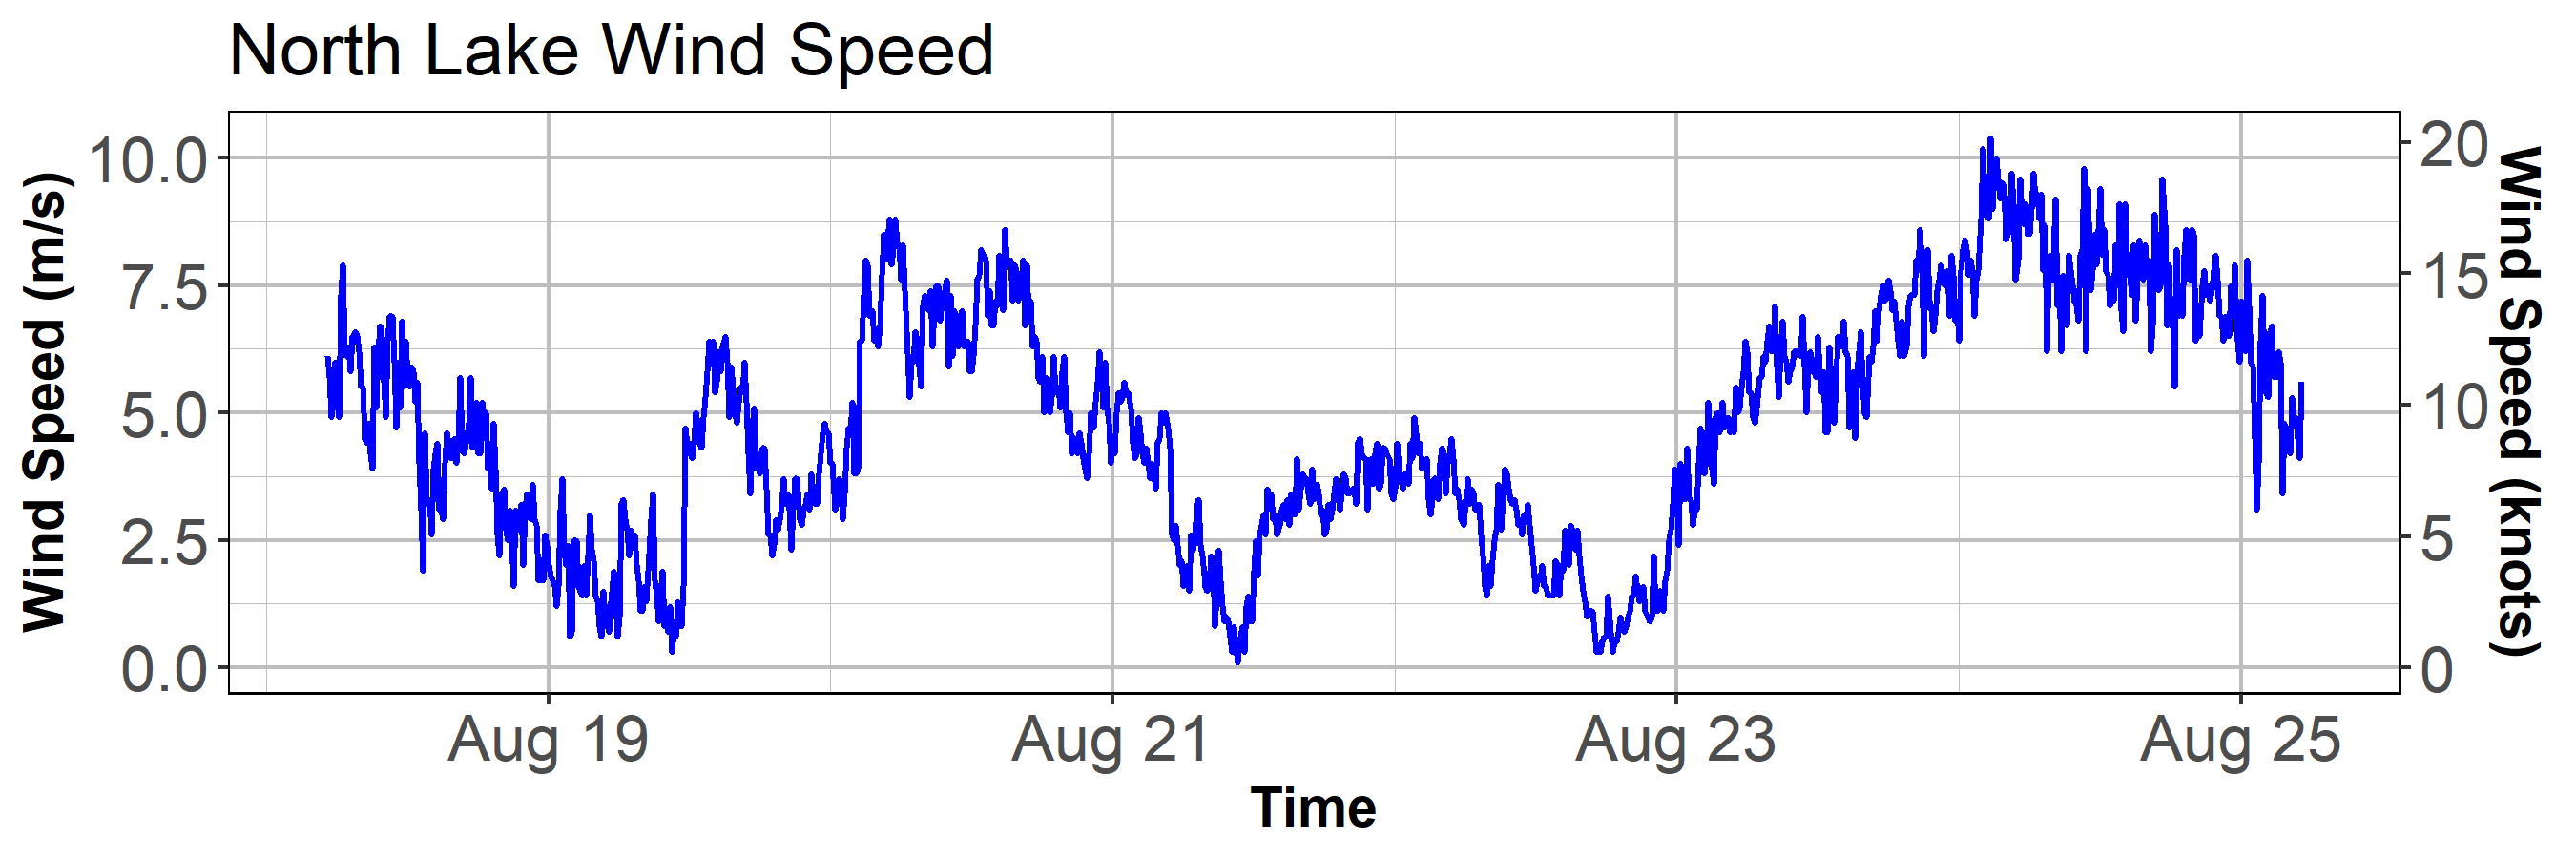 North Lake Wind Speed
Wind Speed (m/s)
10.0
7.5
5.0
2.5
0.0
20
15
10
5
0
Wind Speed (knots)
Aug 19 Aug 21 Aug 23 Aug 25
Time